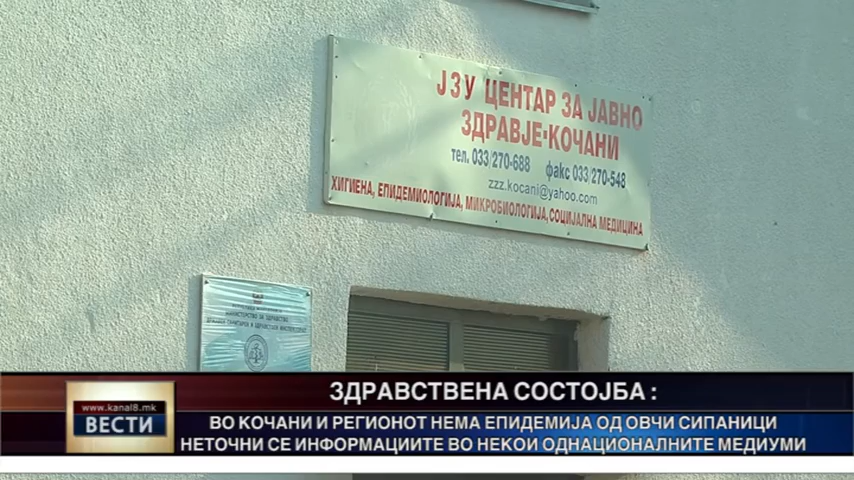 ЈЗУ ЦЕНТАР ЗА ЈАВНО
ЗДРАВЈЕ-КОЧАНИ
тел. 033/270-688 факс 033/270-548
zzz.kocani@yahoo.com
ХИГИЕНА, ЕПИДЕМИОЛОГИЈА, МИКРОБИОЛОГИЈА, СОЦИЈАЛНА МЕДИЦИНА
МИНИСТЕРСТВО ЗА ЗДРАВСТВО
ЗДРАВСТВЕНА СОСТОЈБА :
www.kanal8.mk
ВЕСТИ
ВО КОЧАНИ И РЕГИОНОТ НЕМА ЕПИДЕМИЈА ОД ОВЧИ СИПАНИЦИ
НЕТОЧНИ СЕ ИНФОРМАЦИИТЕ ВО НЕКОИ ОДНАЦИОНАЛНИТЕ МЕДИУМИ